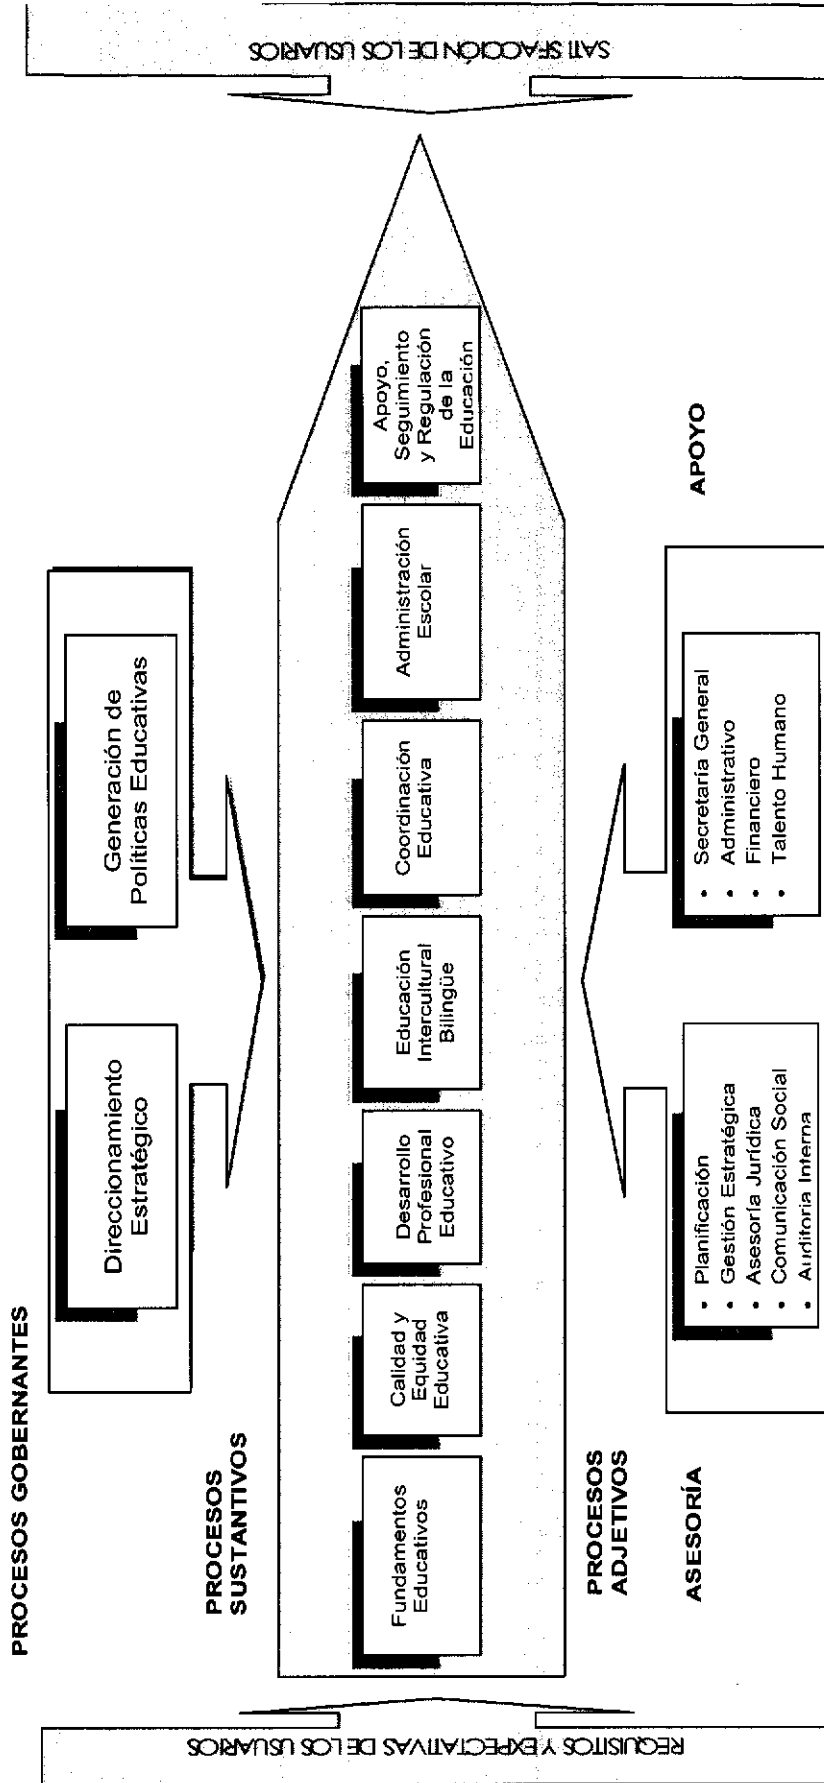 PROCESOS GOBERNANTES
Direccionamiento
Estratégico
Generación de
Políticas Educativas
PROCESOS
SUSTANTIVOS
Fundamentos
Educativos
Calidad y
Equidad
Educativa
Desarrollo
Profesional
Educativo
Educación
Intercultural
Bilingüe
Coordinación
Educativa
Administración
Escolar
Apoyo,
Seguimiento
y Regulación
de la
Educación
PROCESOS
ADJETIVOS
ASESORÍA
• Planificación
• Gestión Estratégica
• Asesoría Jurídica
• Comunicación Social
• Auditoria Interna
APOYO
• Secretaría General
• Administrativo
• Financiero
• Talento Humano
REQUISITOS Y EXPECTATIVAS DE LOS USUARIOS
SATISFACCIÓN DE LOS USUARIOS